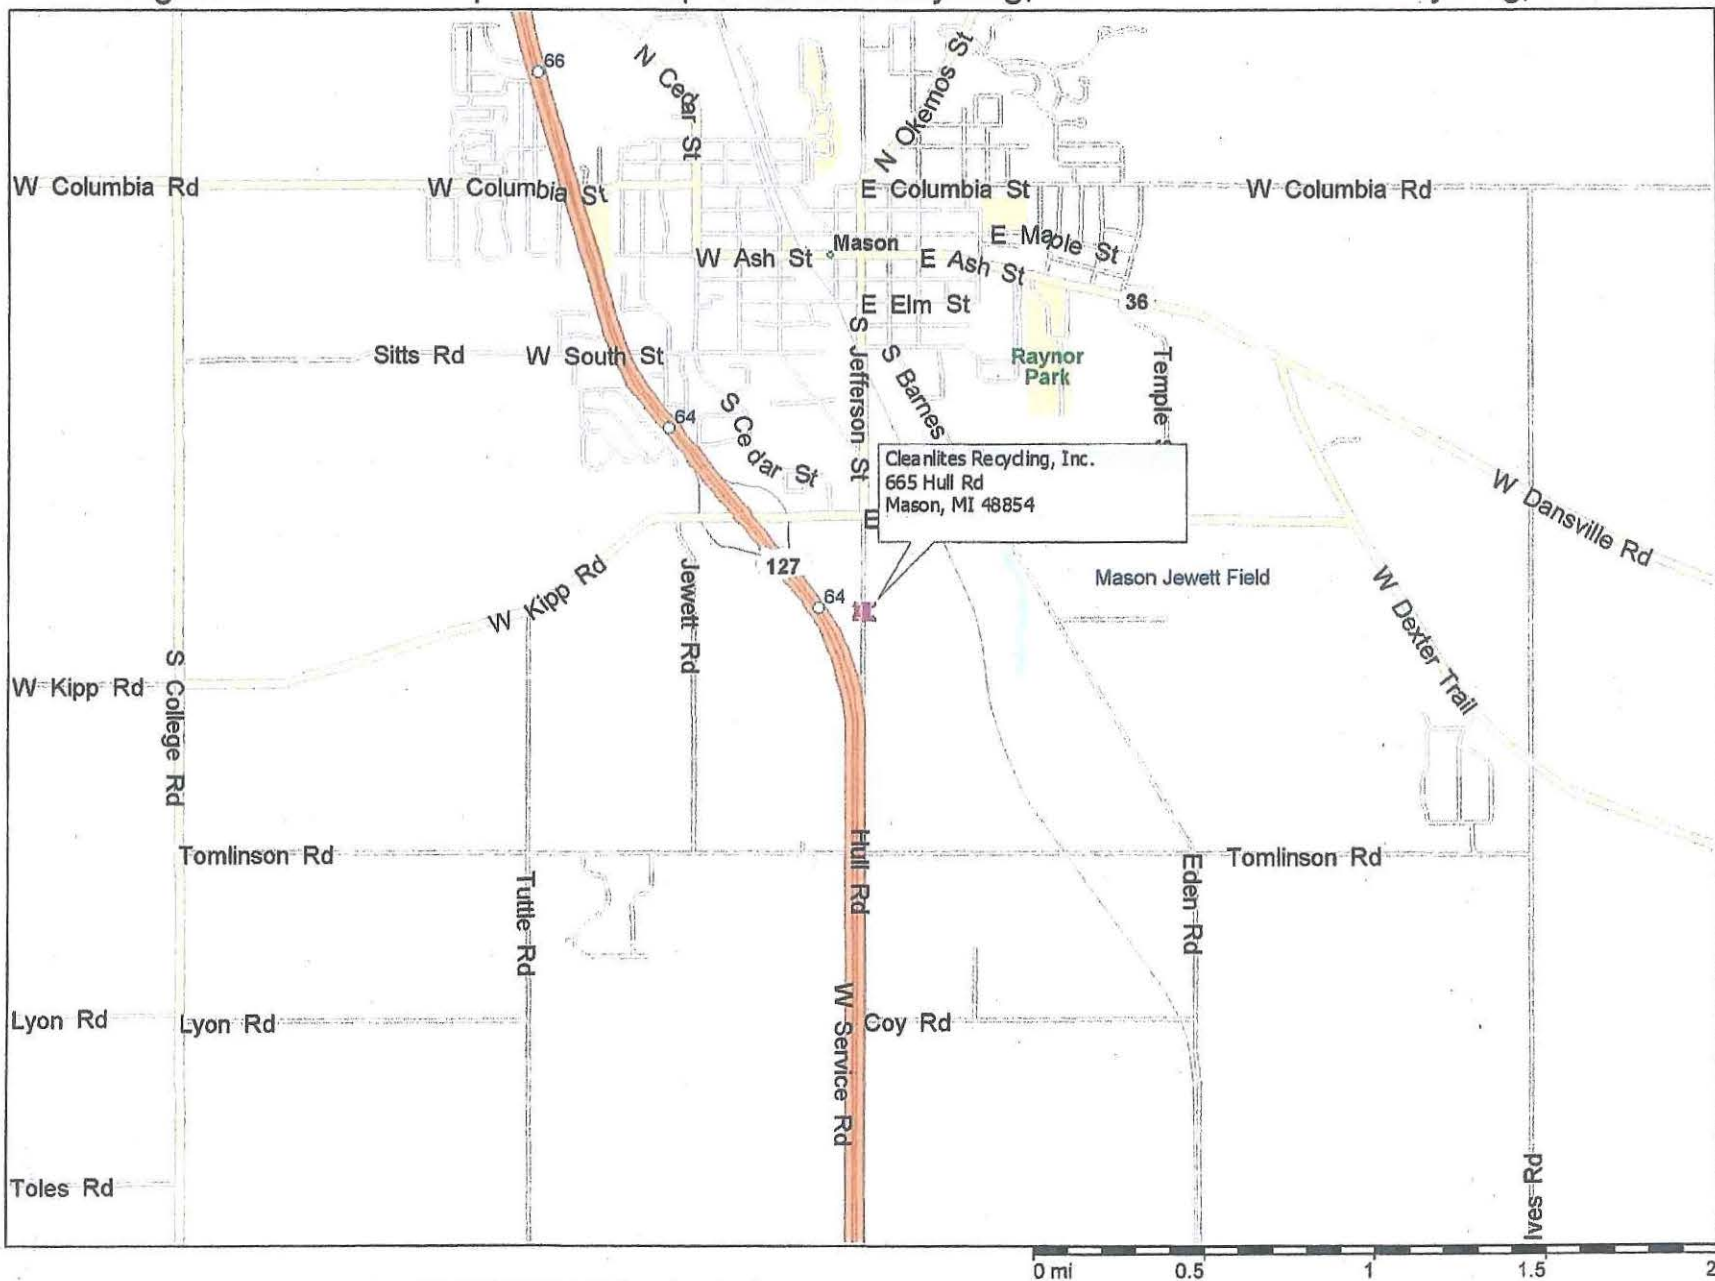 66
N Cedar St
N Okemos St
W Columbia Rd
W Columbia St
E Columbia St
W Columbia Rd
Mason
E Maple St
W Ash St
E Ash St
36
E Elm St
Sitts Rd
W South St
S Jefferson St
S Barnes
Raynor
Park
Temple S
64
S Cedar St
Cleanlites Recycling, Inc.
665 Hull Rd
Mason, MI 48854
E
W Dansville Rd
127
W Kipp Rd
Jewett Rd
64
Mason Jewett Field
W Dexter Trail
W Kipp Rd
S College Rd
Tomlinson Rd
Hull Rd
Tomlinson Rd
Tuttle Rd
Eden Rd
Lyon Rd
Lyon Rd
W Service Rd
Coy Rd
Toles Rd
Ives Rd
0 mi
0.5
1
1.5
2